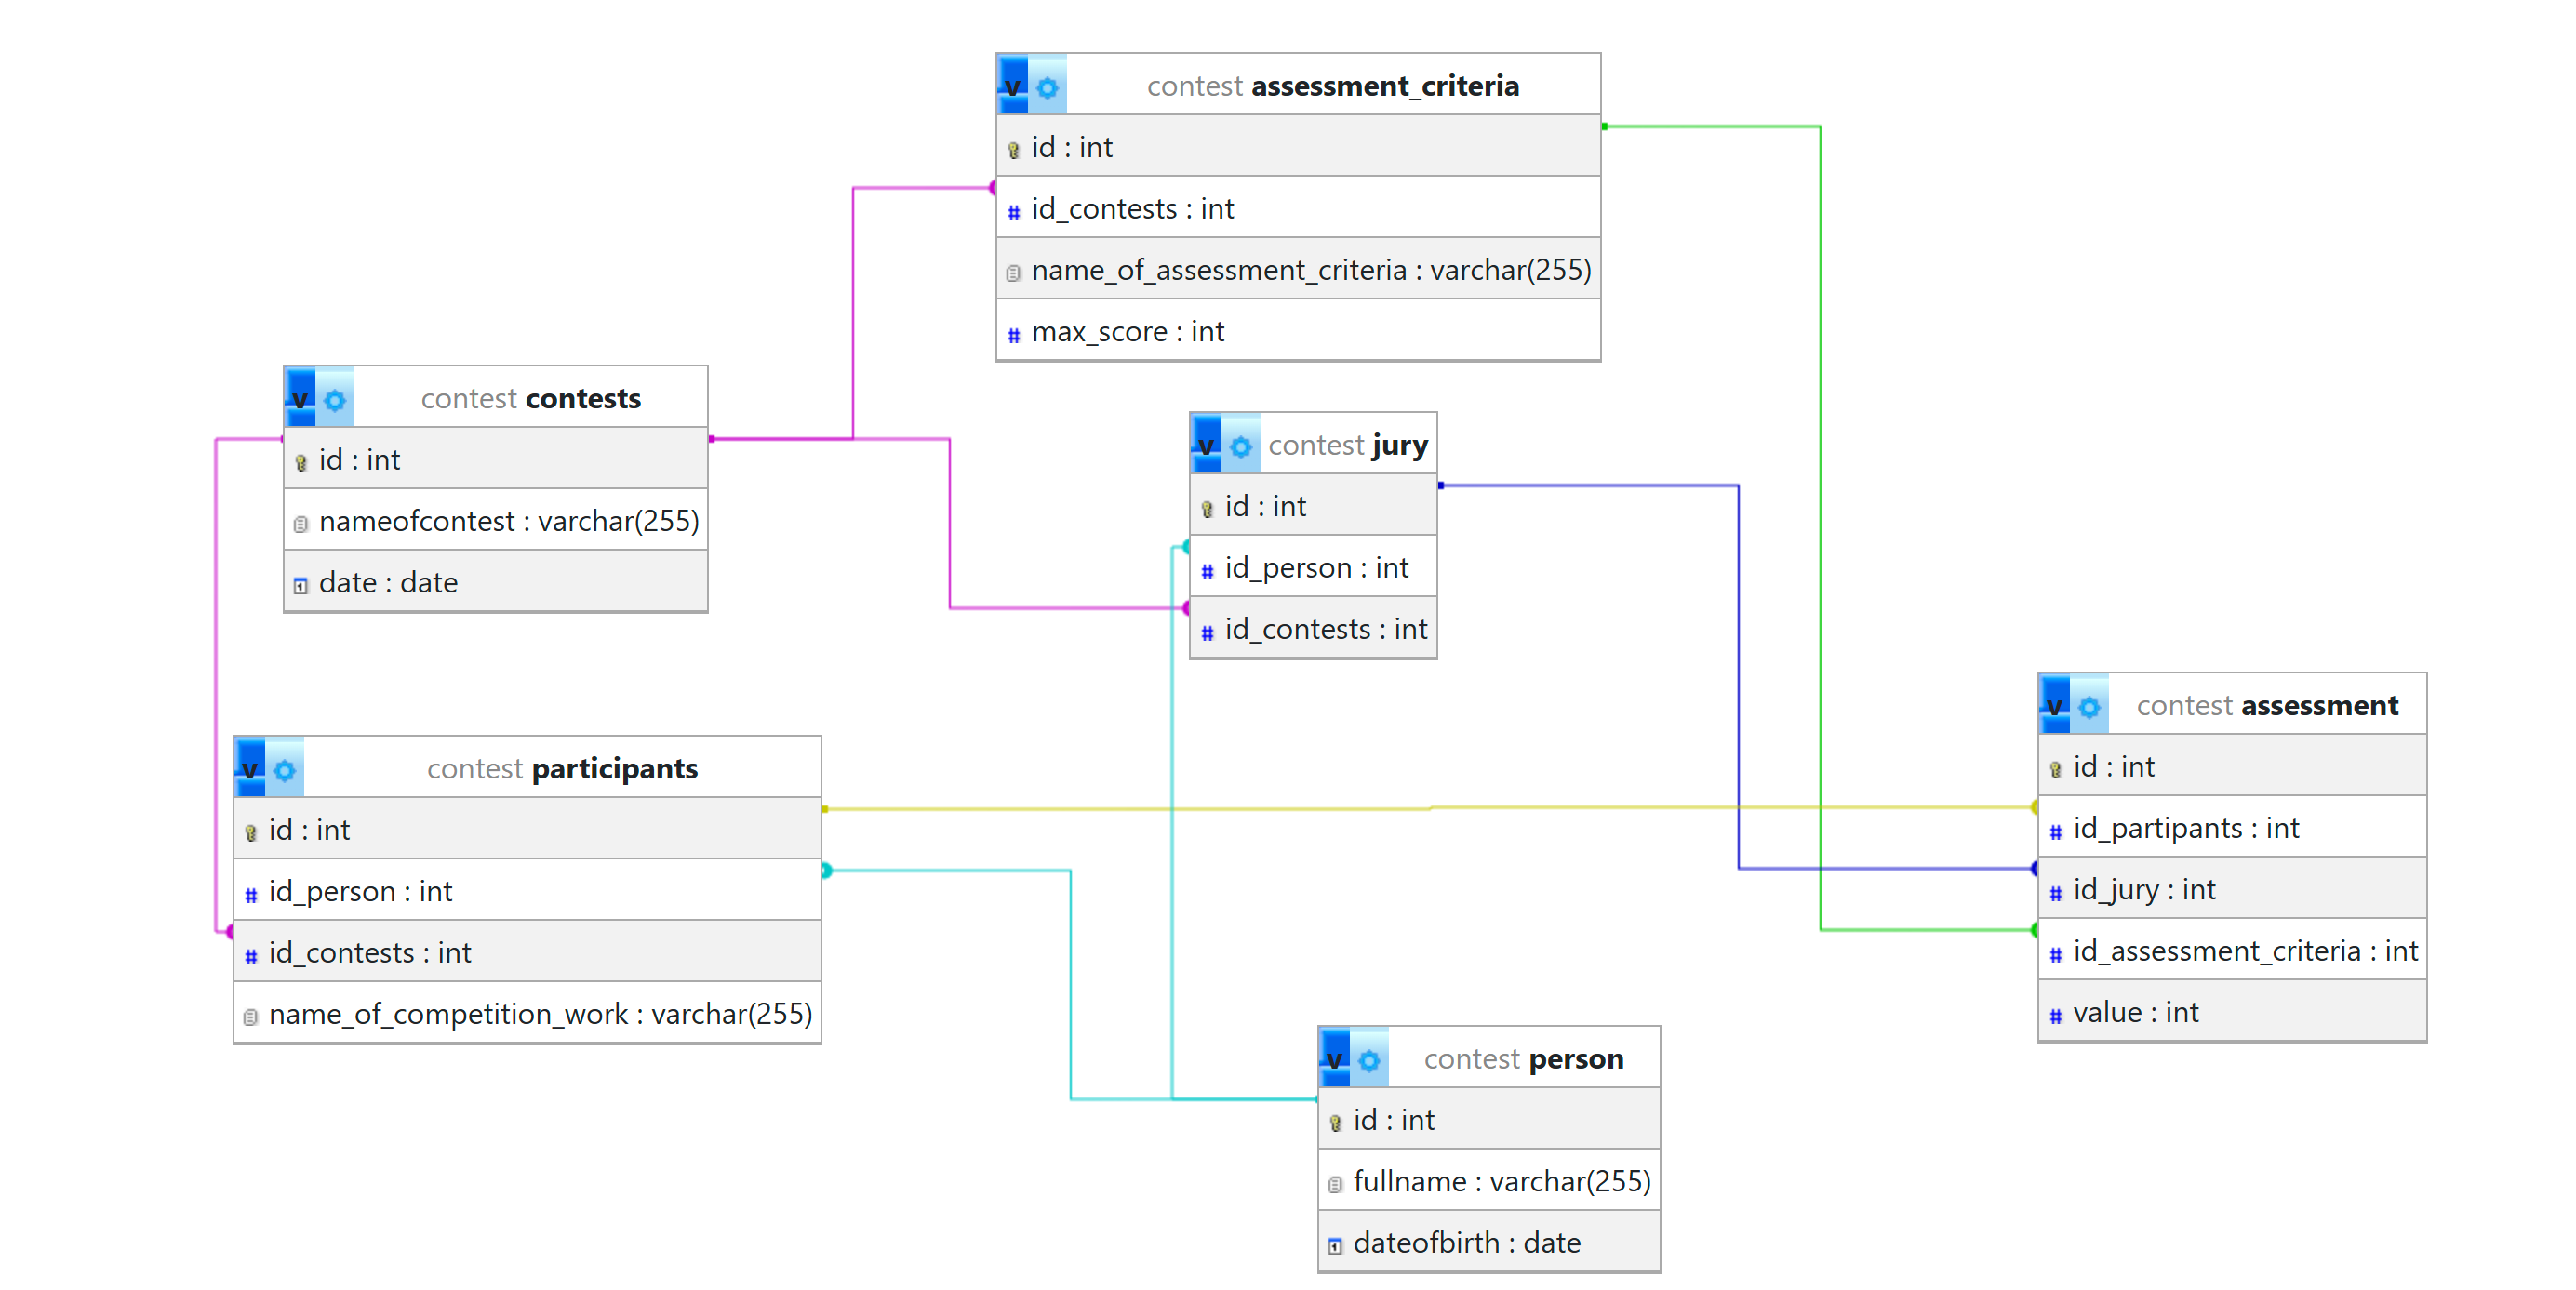 v contest assessment_criteria
id : int
# id_contests : int
name_of_assessment_criteria : varchar(255)
# max_score : int
v contest contests
id : int
nameofcontest : varchar(255)
date : date
v contest jury
id : int
# id_person : int
# id_contests : int
v contest participants
id : int
# id_person : int
# id_contests : int
name_of_competition_work : varchar(255)
v contest assessment
id : int
# id_partipants : int
# id_jury : int
# id_assessment_criteria : int
# value : int
v contest person
id : int
fullname : varchar(255)
dateofbirth : date